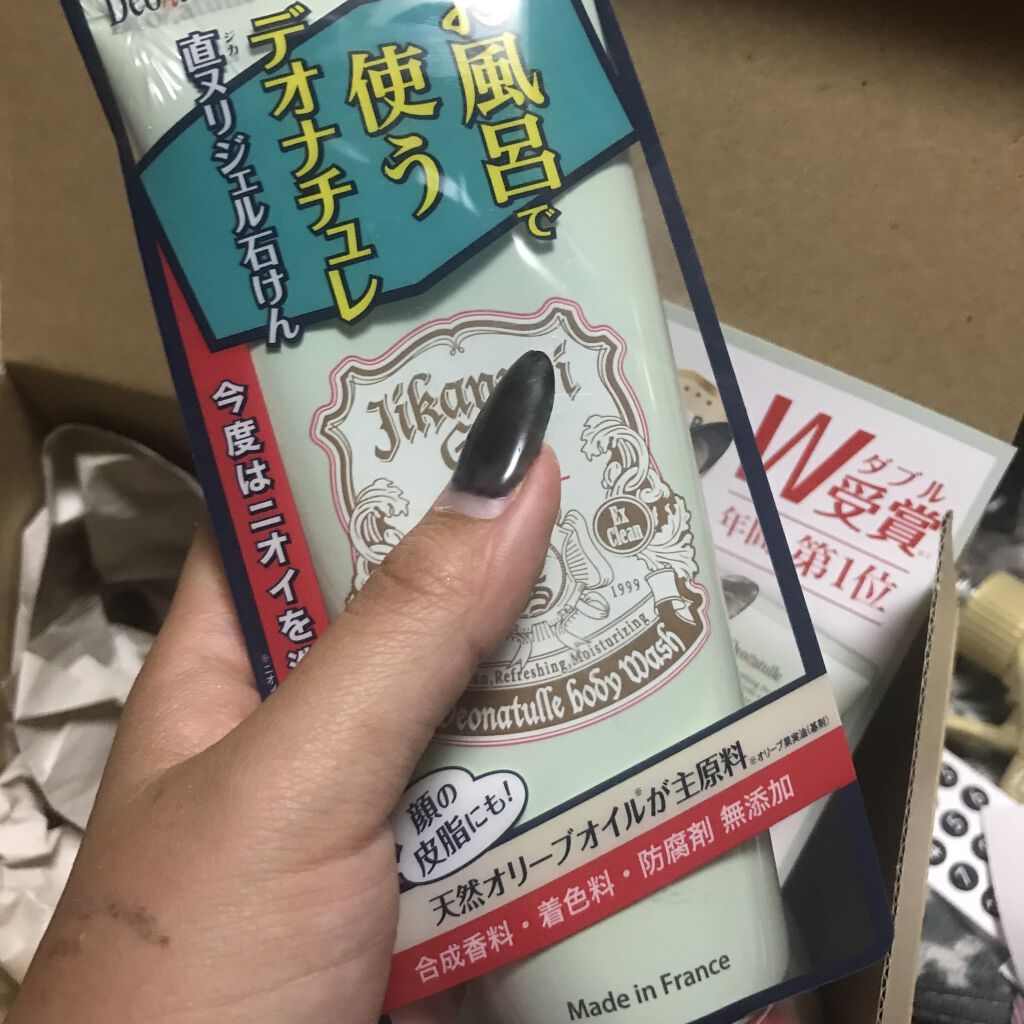 お風呂で
使う
デオナチュレ
直ヌリジェル石けん
ジカ
今度はニオイを
Ex
Clean
1999
Refreshing, Moisturizing
Deonatulle body Wash
顔の
皮脂にも!
天然オリーブオイル※が主原料
※オリーブ果実油(基剤)
合成香料・着色料・防腐剤 無添加
Made in France
W
ダブル
受賞
第1位